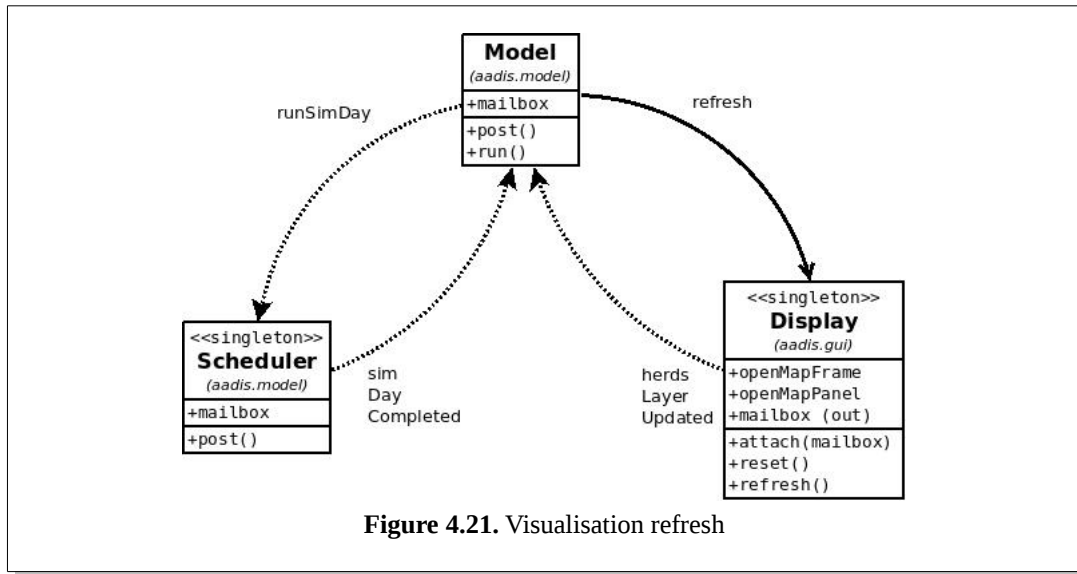 Model
(aadis.model)
+mailbox
+post()
+run()
runSimDay
refresh
<<singleton>>
Scheduler
(aadis.model)
+mailbox
+post()
sim
Day
Completed
herds
Layer
Updated
<<singleton>>
Display
(aadis.gui)
+openMapFrame
+openMapPanel
+mailbox (out)
+attach(mailbox)
+reset()
+refresh()
Figure 4.21. Visualisation refresh